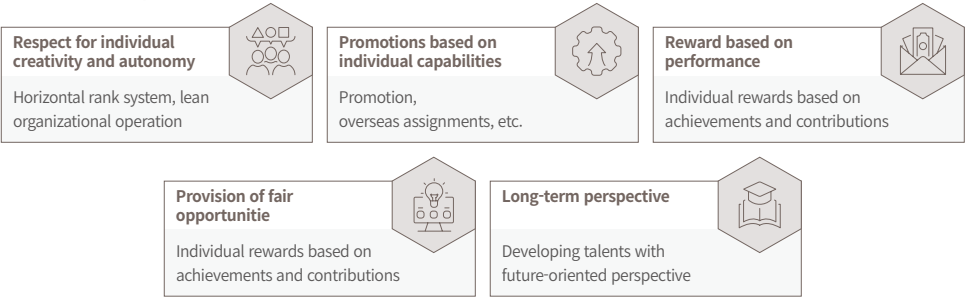 Respect for individual
creativity and autonomy
Horizontal rank system, lean
organizational operation
Promotions based on
individual capabilities
Promotion,
overseas assignments, etc.
Reward based on
performance
Individual rewards based on
achievements and contributions
Provision of fair
opportunitie
Individual rewards based on
achievements and contributions
Long-term perspective
Developing talents with
future-oriented perspective